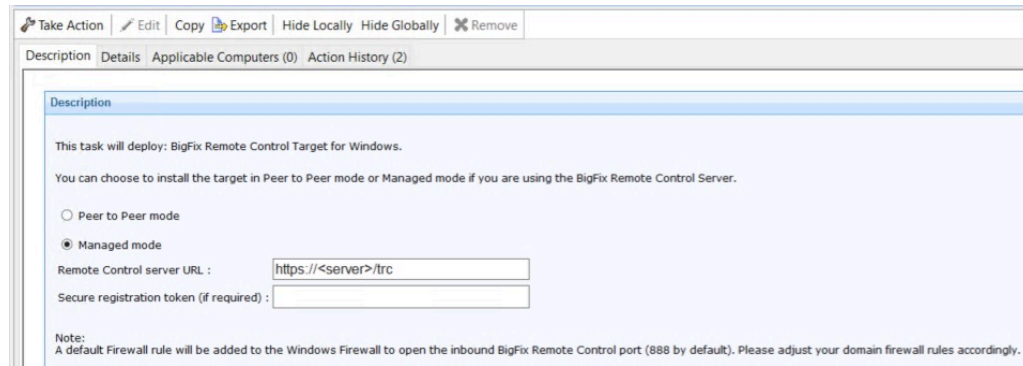 Take Action Edit Copy Export Hide Locally Hide Globally Remove
Description Details Applicable Computers (0) Action History (2)
Description
This task will deploy: BigFix Remote Control Target for Windows.
You can choose to install the target in Peer to Peer mode or Managed mode if you are using the BigFix Remote Control Server.
Peer to Peer mode
Managed mode
Remote Control server URL : https://<server>/trc
Secure registration token (if required) :
Note:
A default Firewall rule will be added to the Windows Firewall to open the inbound BigFix Remote Control port (888 by default). Please adjust your domain firewall rules accordingly.